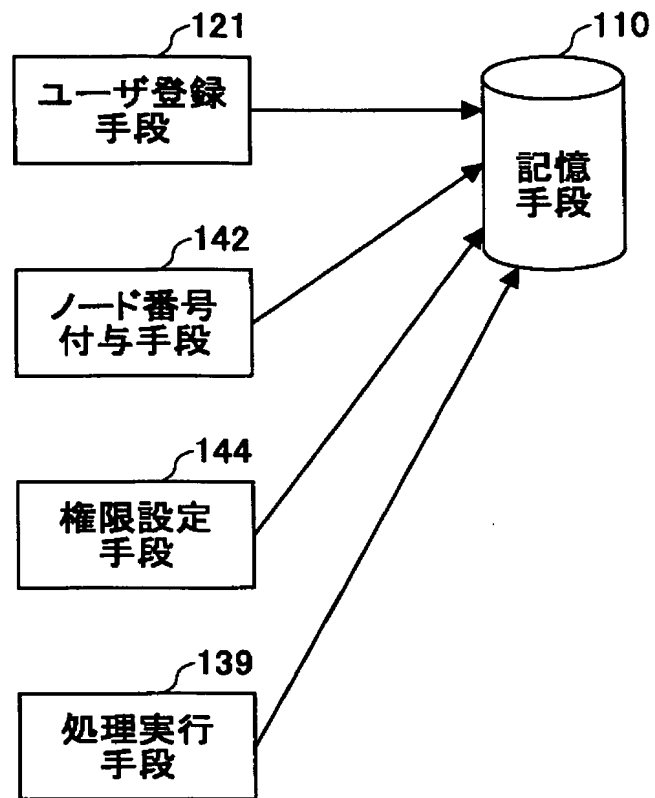 121
ユーザ登録
手段
110
記憶
手段
142
ノード番号
付与手段
144
権限設定
手段
139
処理実行
手段